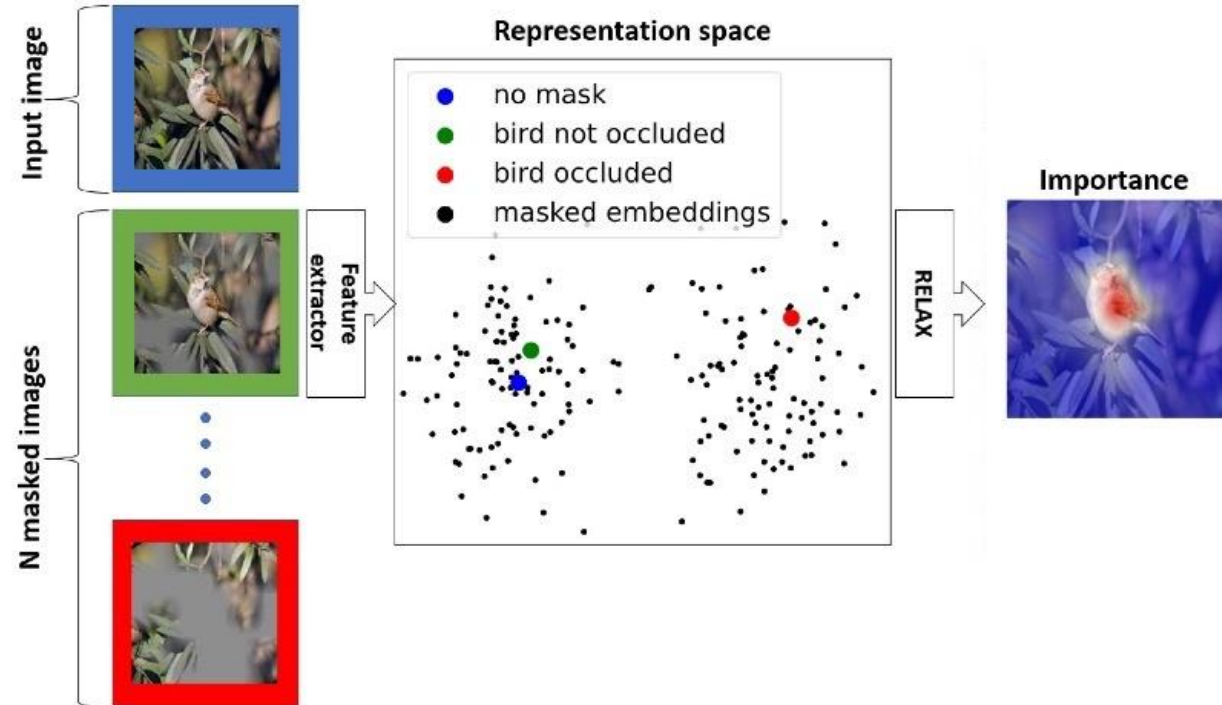 Input image
N masked images
Feature
extractor
Representation space
no mask
bird not occluded
bird occluded
masked embeddings
RELAX
Importance